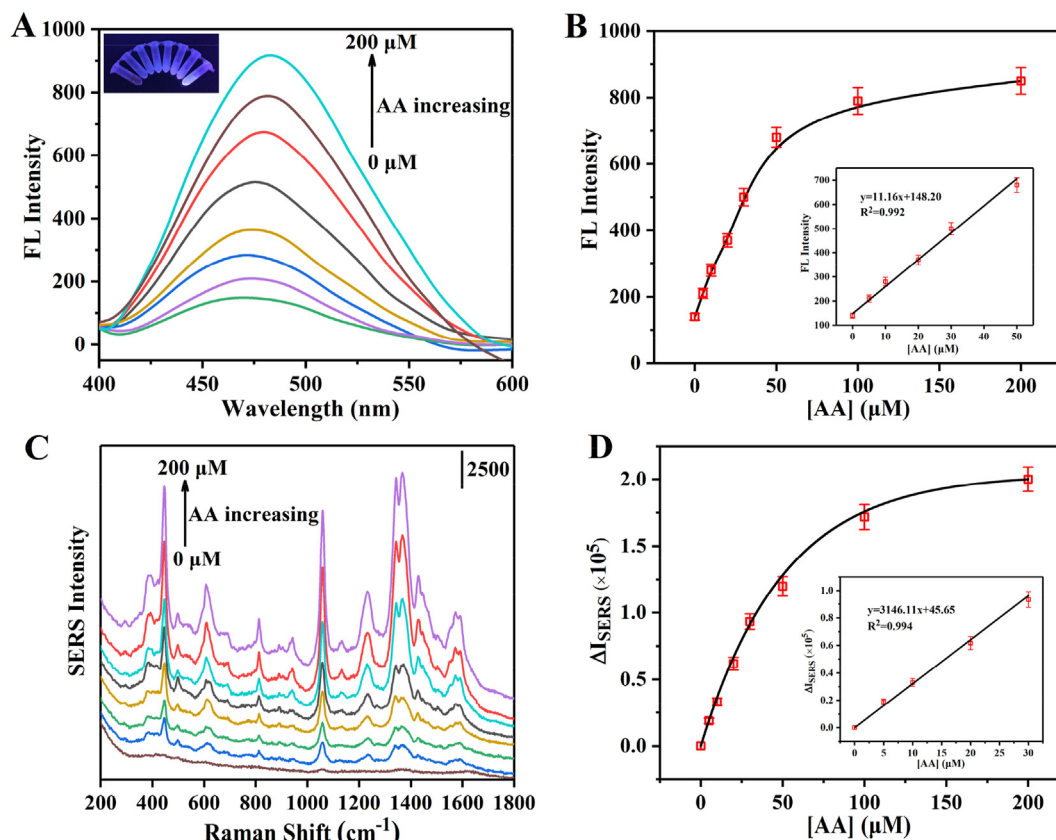 A
1000
800
600
400
200
0
FL Intensity
200 µM
AA increasing
0 µM
400 450 500 550 600
Wavelength (nm)
B
1000
800
600
400
200
0
FL Intensity
0 50 100 150 200
[AA] (µM)
700
600
500
400
300
200
100
FL Intensity
y=11.16x+148.20
R²=0.992
0 10 20 30 40 50
[AA] (µM)
C
200 µM
AA increasing
0 µM
2500
SERS Intensity
200 400 600 800 1000 1200 1400 1600 1800
Raman Shift (cm⁻¹)
D
2.0
1.5
1.0
0.5
0.0
ΔI_SERS (×10⁵)
0 50 100 150 200
[AA] (µM)
1.0
0.8
0.6
0.4
0.2
0.0
ΔI_SERS (×10⁵)
y=3146.11x+45.65
R²=0.994
0 5 10 15 20 25 30
[AA] (µM)